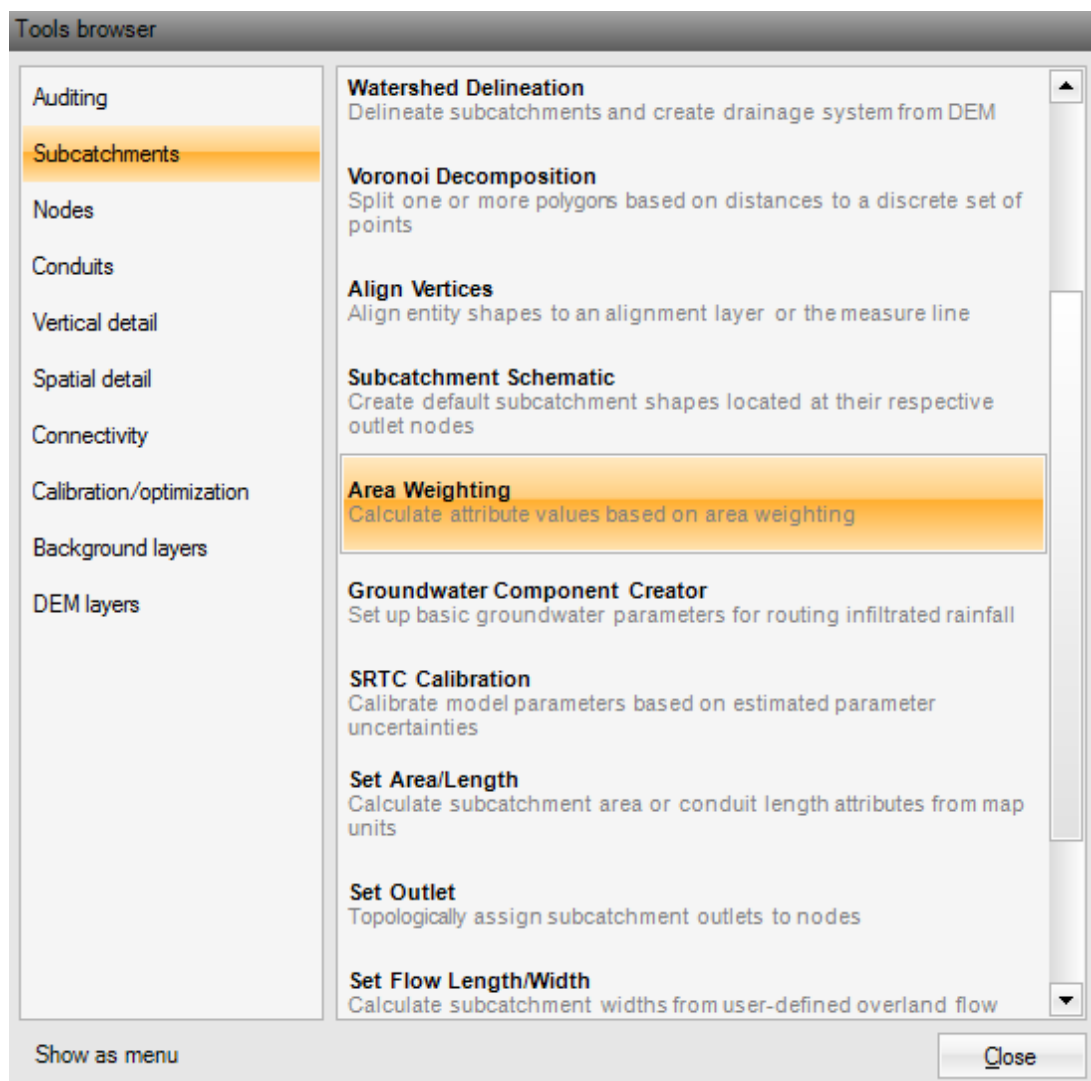 Tools browser
Auditing
Subcatchments
Nodes
Conduits
Vertical detail
Spatial detail
Connectivity
Calibration/optimization
Background layers
DEM layers
Watershed Delineation
Delineate subcatchments and create drainage system from DEM
Voronoi Decomposition
Split one or more polygons based on distances to a discrete set of
points
Align Vertices
Align entity shapes to an alignment layer or the measure line
Subcatchment Schematic
Create default subcatchment shapes located at their respective
outlet nodes
Area Weighting
Calculate attribute values based on area weighting
Groundwater Component Creator
Set up basic groundwater parameters for routing infiltrated rainfall
SRTC Calibration
Calibrate model parameters based on estimated parameter
uncertainties
Set Area/Length
Calculate subcatchment area or conduit length attributes from map
units
Set Outlet
Topologically assign subcatchment outlets to nodes
Set Flow Length/Width
Calculate subcatchment widths from user-defined overland flow
Show as menu
Close